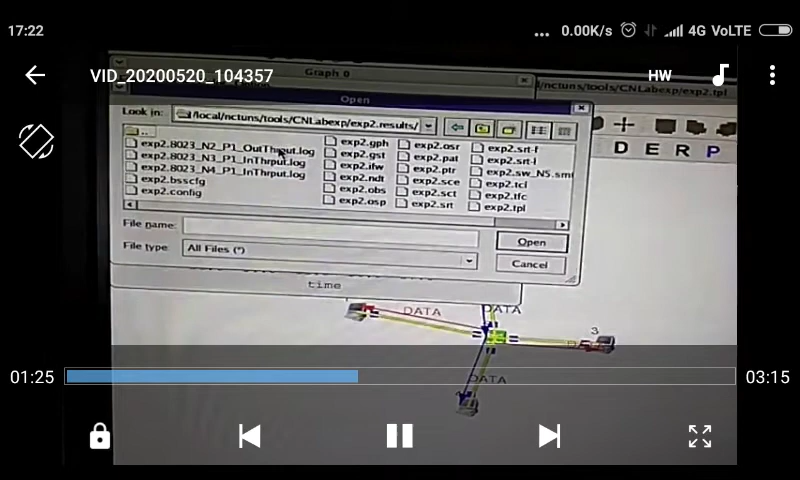 17:22
... 0.00K/s 4G VoLTE
VID_20200520_104357
HW
Graph 0
/nctuns/tools/CNLabexp/exp2.tpl
Open
Look in: /local/nctuns/tools/CNLabexp/exp2.results/
..
exp2.8023_N2_P1_OutThrput.log
exp2.8023_N3_P1_InThrput.log
exp2.8023_N4_P1_InThrput.log
exp2.bsscfg
exp2.config
exp2.gph
exp2.gst
exp2.ifw
exp2.ndt
exp2.obs
exp2.osp
exp2.osr
exp2.pat
exp2.ptr
exp2.sce
exp2.sct
exp2.srt
exp2.srt-f
exp2.srt-l
exp2.sw_N5.smt
exp2.tcl
exp2.tfc
exp2.tpl
D E R P
File name:
Open
File type: All Files (*)
Cancel
time
DATA
DATA
3
DATA
01:25
03:15